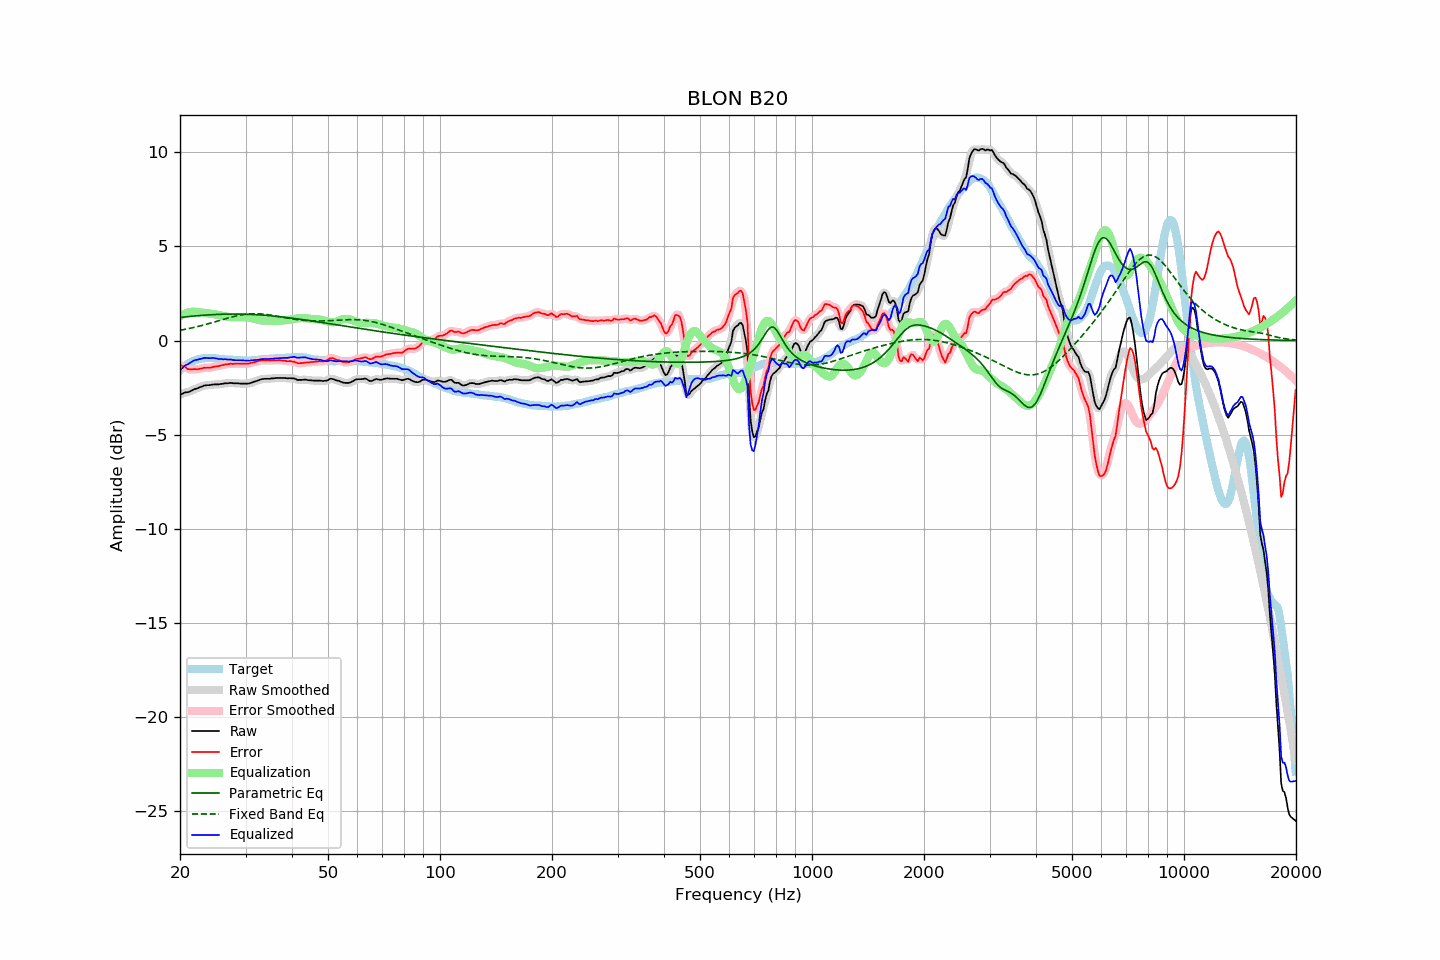 BLON B20
10
5
0
−5
−10
−15
−20
−25
Amplitude (dBr)
Target
Raw Smoothed
Error Smoothed
Raw
Error
Equalization
Parametric Eq
Fixed Band Eq
Equalized
20 50 100 200 500 1000 2000 5000 10000 20000
Frequency (Hz)